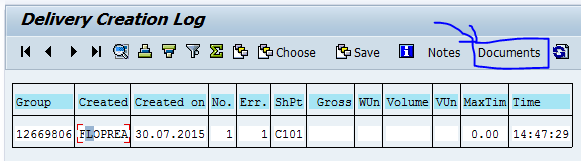 Delivery Creation Log
Choose Save Notes Documents
Group Created Created on No. Err. ShPt Gross WUn Volume VUn MaxTim Time
12669806 FLOPREA 30.07.2015 1 1 C101 0.00 14:47:29